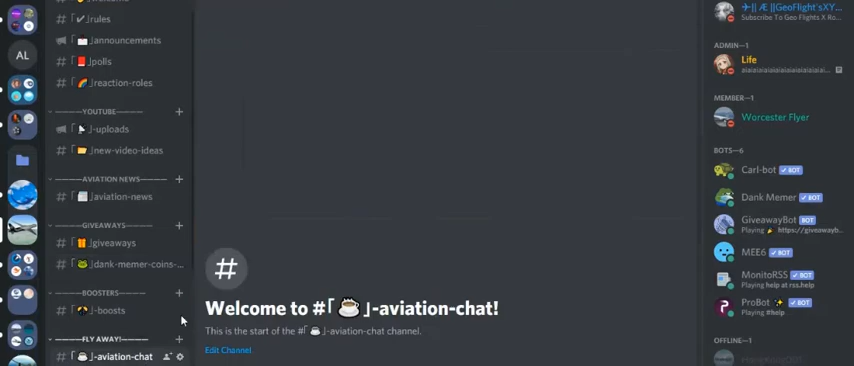 #「✔」rules
「📩」announcements
#「📕」polis
#「🌈」reaction-roles
———YOUTUBE———
「📡」-uploads
#「📁」new-video-ideas
———AVIATION NEWS———
#「📰」aviation-news
———GIVEAWAYS———
#「🎁」giveaways
#「🐸」dank-memer-coins-...
———BOOSTERS———
-boosts
———FLY AWAY!———
#「☕」-aviation-chat
AL
#
Welcome to #「☕」-aviation-chat!
This is the start of the #「☕」-aviation-chat channel.
Edit Channel
✈|| Æ ||GeoFlight'sXY...
Subscribe To Geo Flights X Ro...
ADMIN—1
Life
MEMBER—1
Worcester Flyer
BOTS—6
Carl-bot ✔ BOT
Dank Memer ✔ BOT
GiveawayBot BOT
Playing 🎉 https://giveawayb...
MEE6 ✔ BOT
MonitoRSS ✔ BOT
Playing help at rss.help
ProBot ✨ ✔ BOT
Playing #help
OFFLINE—1